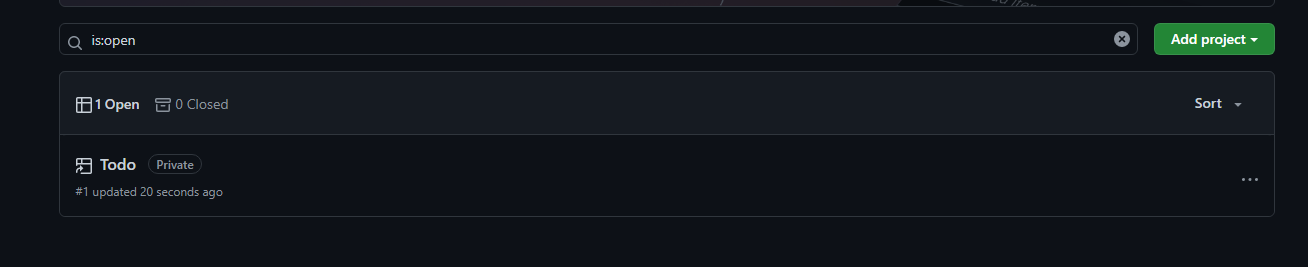 is:open
Add project
1 Open 0 Closed
Sort
Todo Private
#1 updated 20 seconds ago